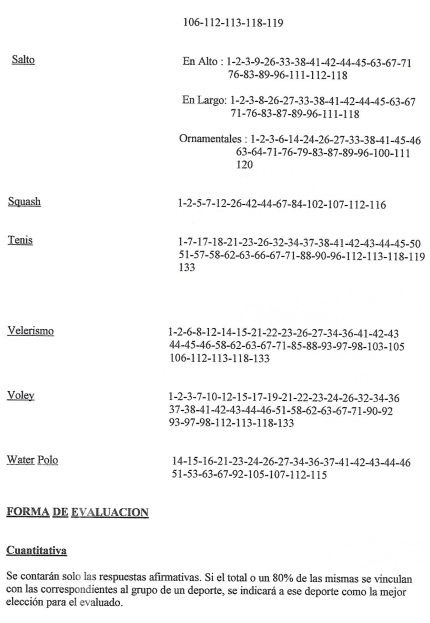 106-112-113-118-119
Salto En Alto : 1-2-3-9-26-33-38-41-42-44-45-63-67-71
76-83-89-96-111-112-118
En Largo: 1-2-3-8-26-27-33-38-41-42-44-45-63-67
71-76-83-87-89-96-111-118
Ornamentales : 1-2-3-6-14-24-26-27-33-38-41-45-46
63-64-71-76-79-83-87-89-96-100-111
120
Squash 1-2-5-7-12-26-42-44-67-84-102-107-112-116
Tenis 1-7-17-18-21-23-26-32-34-37-38-41-42-43-44-45-50
51-57-58-62-63-66-67-71-88-90-96-112-113-118-119
133
Velerismo 1-2-6-8-12-14-15-21-22-23-26-27-34-36-41-42-43
44-45-46-58-62-63-67-71-85-88-93-97-98-103-105
106-112-113-118-133
Voley 1-2-3-7-10-12-15-17-19-21-22-23-24-26-32-34-36
37-38-41-42-43-44-46-51-58-62-63-67-71-90-92
93-97-98-112-113-118-133
Water Polo 14-15-16-21-23-24-26-27-34-36-37-41-42-43-44-46
51-53-63-67-92-105-107-112-115
FORMA DE EVALUACION
Cuantitativa
Se contarán solo las respuestas afirmativas. Si el total o un 80% de las mismas se vinculan
con las correspondientes al grupo de un deporte, se indicará a ese deporte como la mejor
elección para el evaluado.